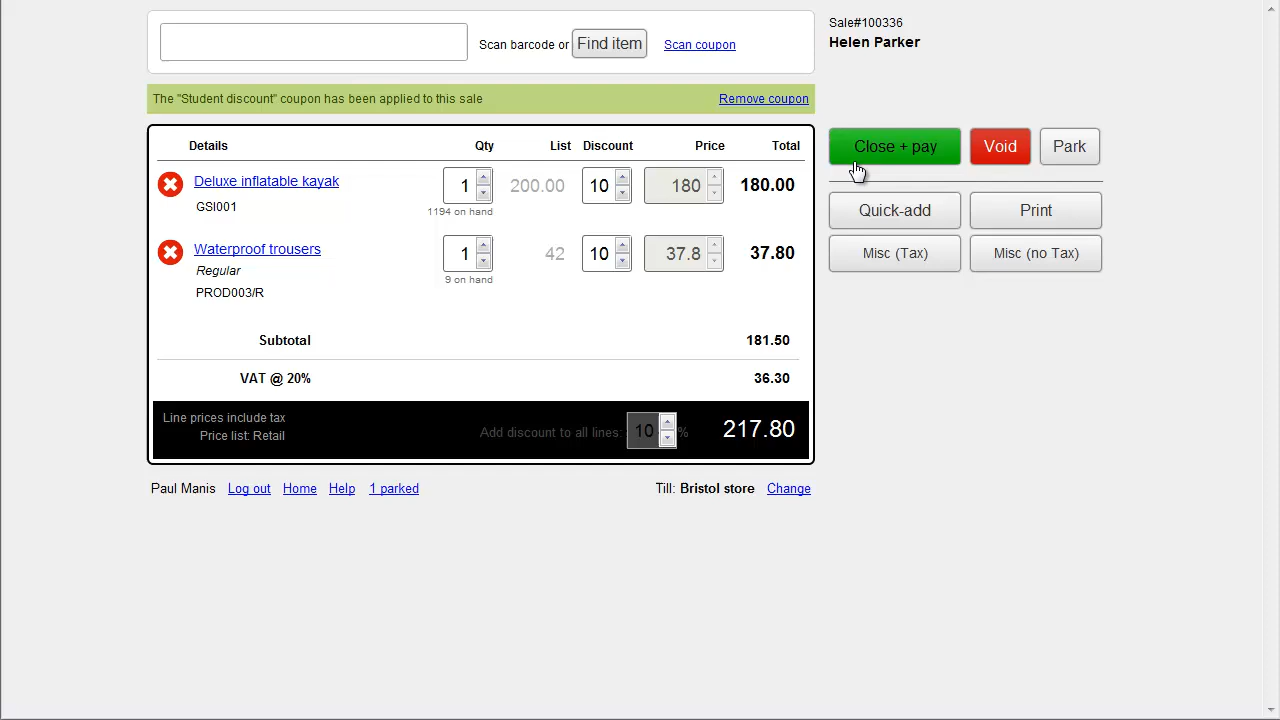 Scan barcode or Find item Scan coupon
Sale#100336
Helen Parker
The "Student discount" coupon has been applied to this sale Remove coupon
Details Qty List Discount Price Total
Close + pay Void Park
Deluxe inflatable kayak 1 200.00 10 180 180.00
GSI001 1194 on hand
Quick-add Print
Waterproof trousers 1 42 10 37.8 37.80
Regular
PROD003/R 9 on hand
Misc (Tax) Misc (no Tax)
Subtotal 181.50
VAT @ 20% 36.30
Line prices include tax
Price list: Retail
Add discount to all lines: 10 % 217.80
Paul Manis Log out Home Help 1 parked Till: Bristol store Change